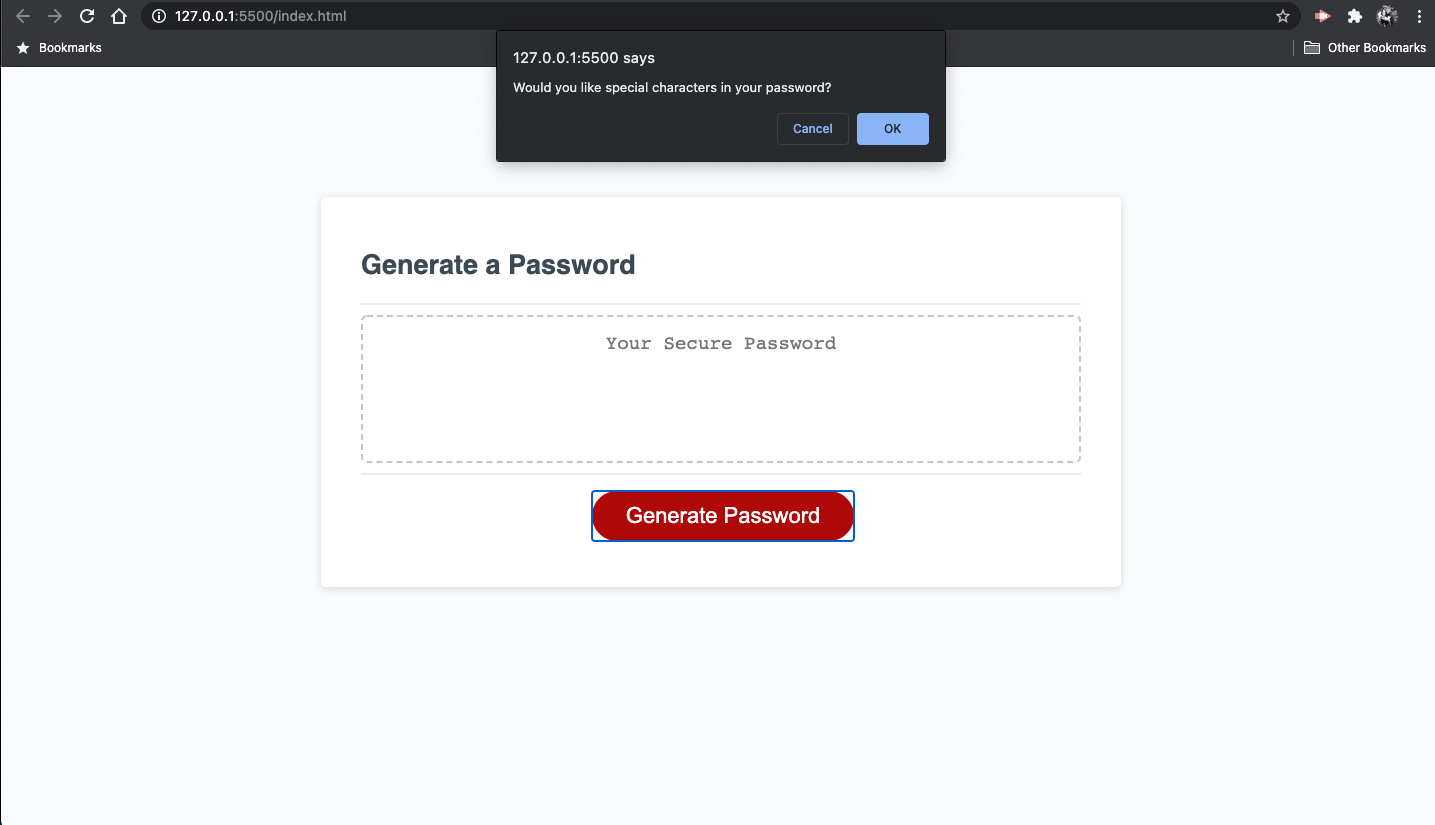 127.0.0.1:5500/index.html
Bookmarks
Other Bookmarks
127.0.0.1:5500 says
Would you like special characters in your password?
Cancel
OK
Generate a Password
Your Secure Password
Generate Password